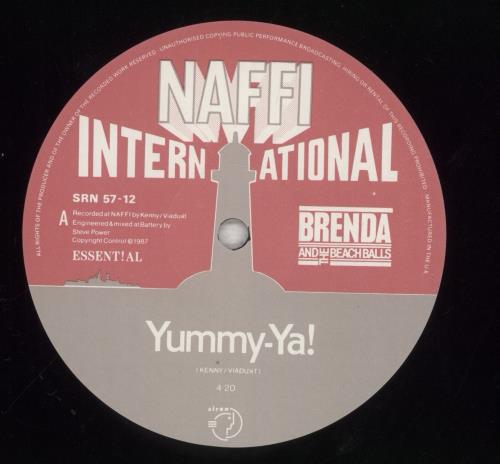 ALL RIGHTS OF THE PRODUCER AND OF THE OWNER OF THE RECORDED WORK RESERVED · UNAUTHORISED COPYING PUBLIC PERFORMANCE BROADCASTING HIRING OR RENTAL OF THIS RECORDING PROHIBITED · MANUFACTURED IN THE U.K.
NAFFI
INTERN ATIONAL
SRN 57-12
A
Recorded at NAFFI by Kenny / Viaduкt
Engineered & mixed at Battery by
Steve Power
Copyright Control © 1987
ESSENT!AL
BRENDA
AND THE BEACH BALLS
Yummy-Ya!
( KENNY / VIADUKT )
4 20
siren